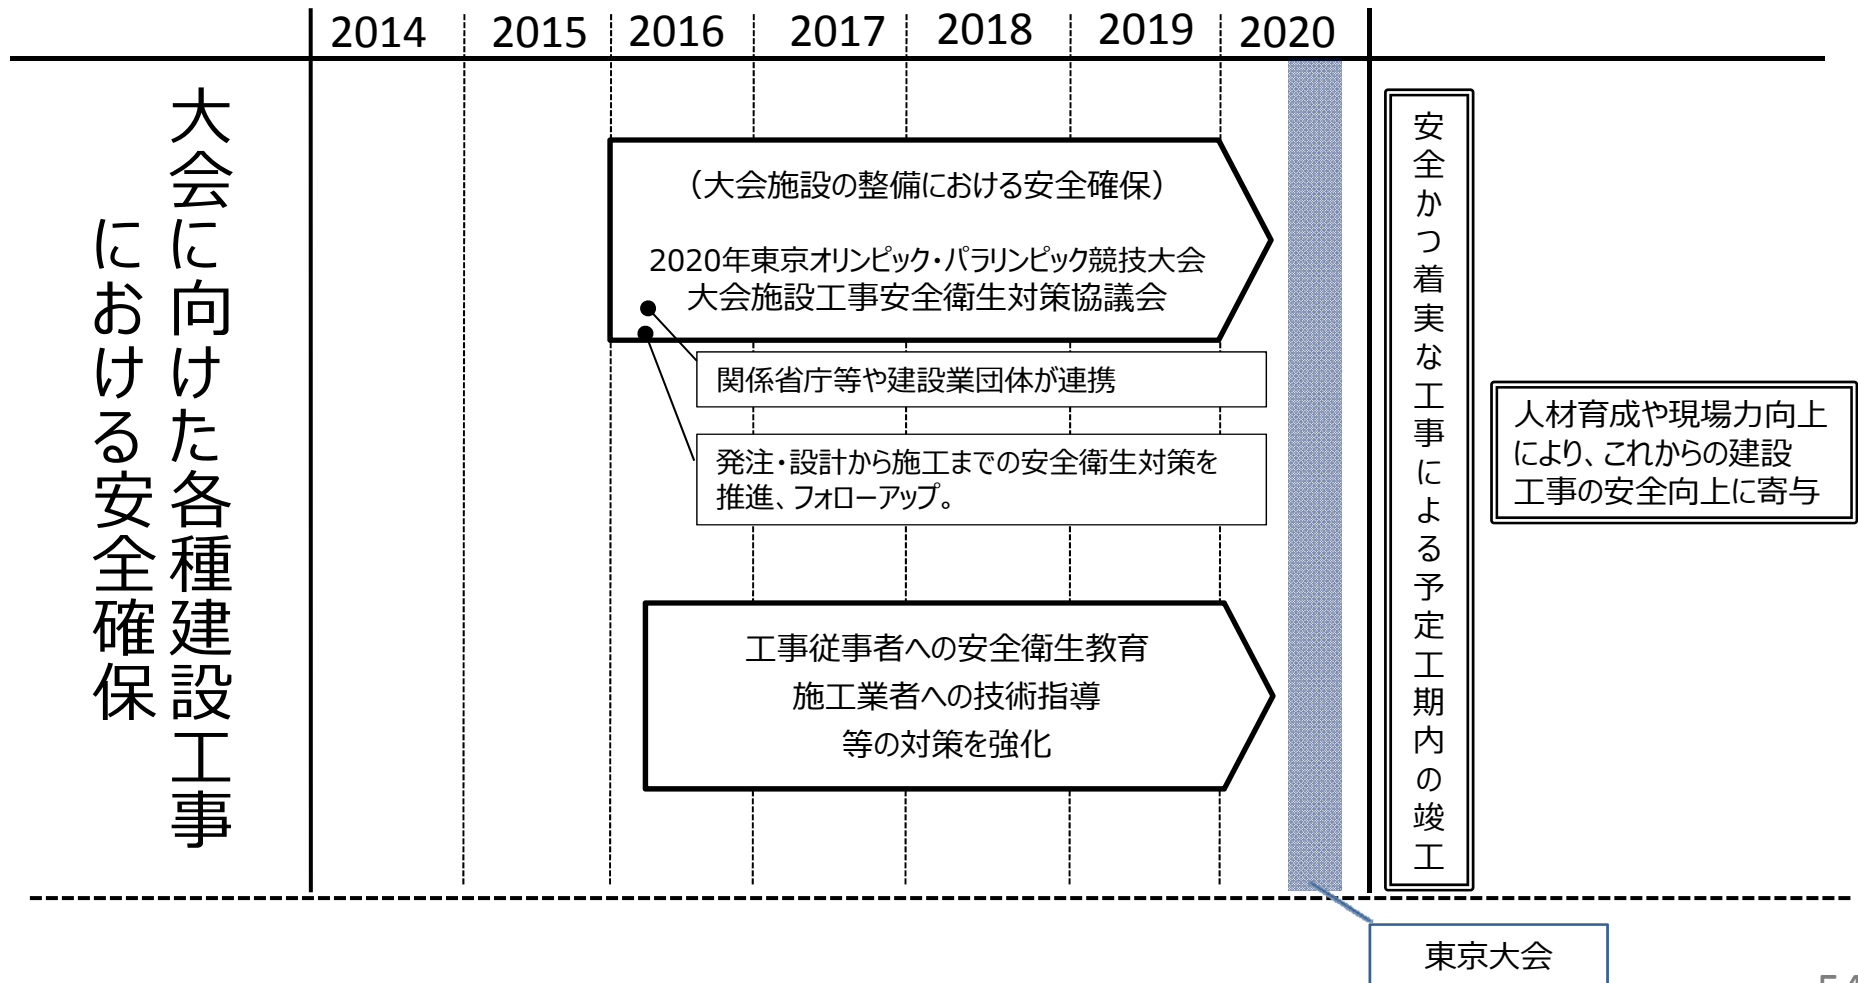 2014 2015 2016 2017 2018 2019 2020
大会に向けた各種建設工事
における安全確保
(大会施設の整備における安全確保)
2020年東京オリンピック・パラリンピック競技大会
大会施設工事安全衛生対策協議会
関係省庁等や建設業団体が連携
発注・設計から施工までの安全衛生対策を
推進、フォローアップ。
工事従事者への安全衛生教育
施工業者への技術指導
等の対策を強化
安全かつ着実な工事による予定工期内の竣工
人材育成や現場力向上
により、これからの建設
工事の安全向上に寄与
東京大会